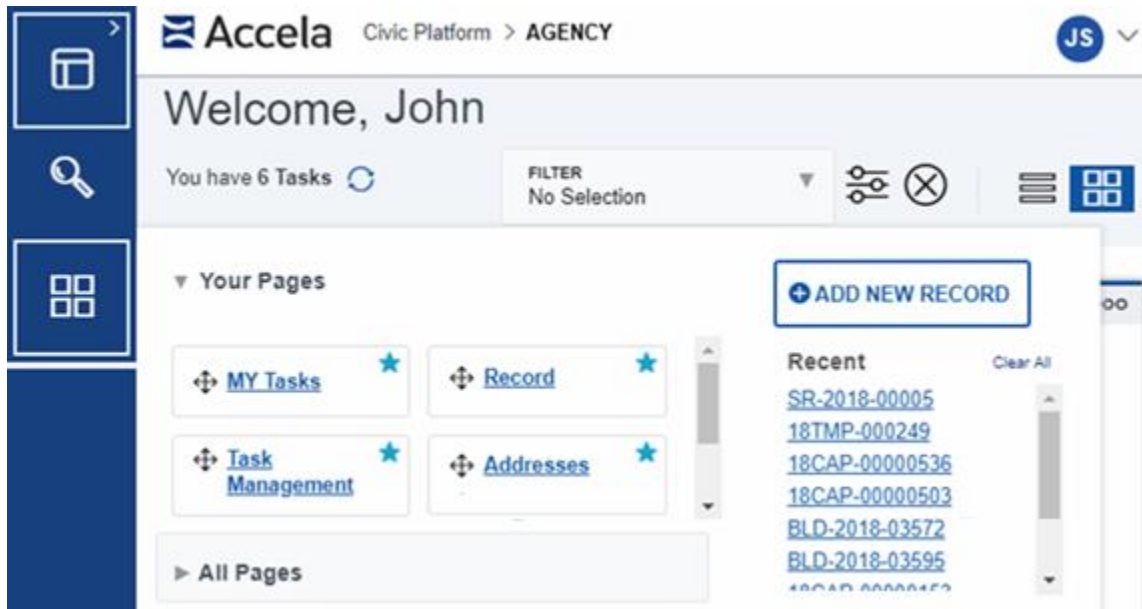 Accela Civic Platform > AGENCY
JS
Welcome, John
You have 6 Tasks
FILTER
No Selection
Your Pages
ADD NEW RECORD
MY Tasks
Record
Recent
Clear All
SR-2018-00005
18TMP-000249
Task
Management
Addresses
18CAP-00000536
18CAP-00000503
BLD-2018-03572
BLD-2018-03595
All Pages